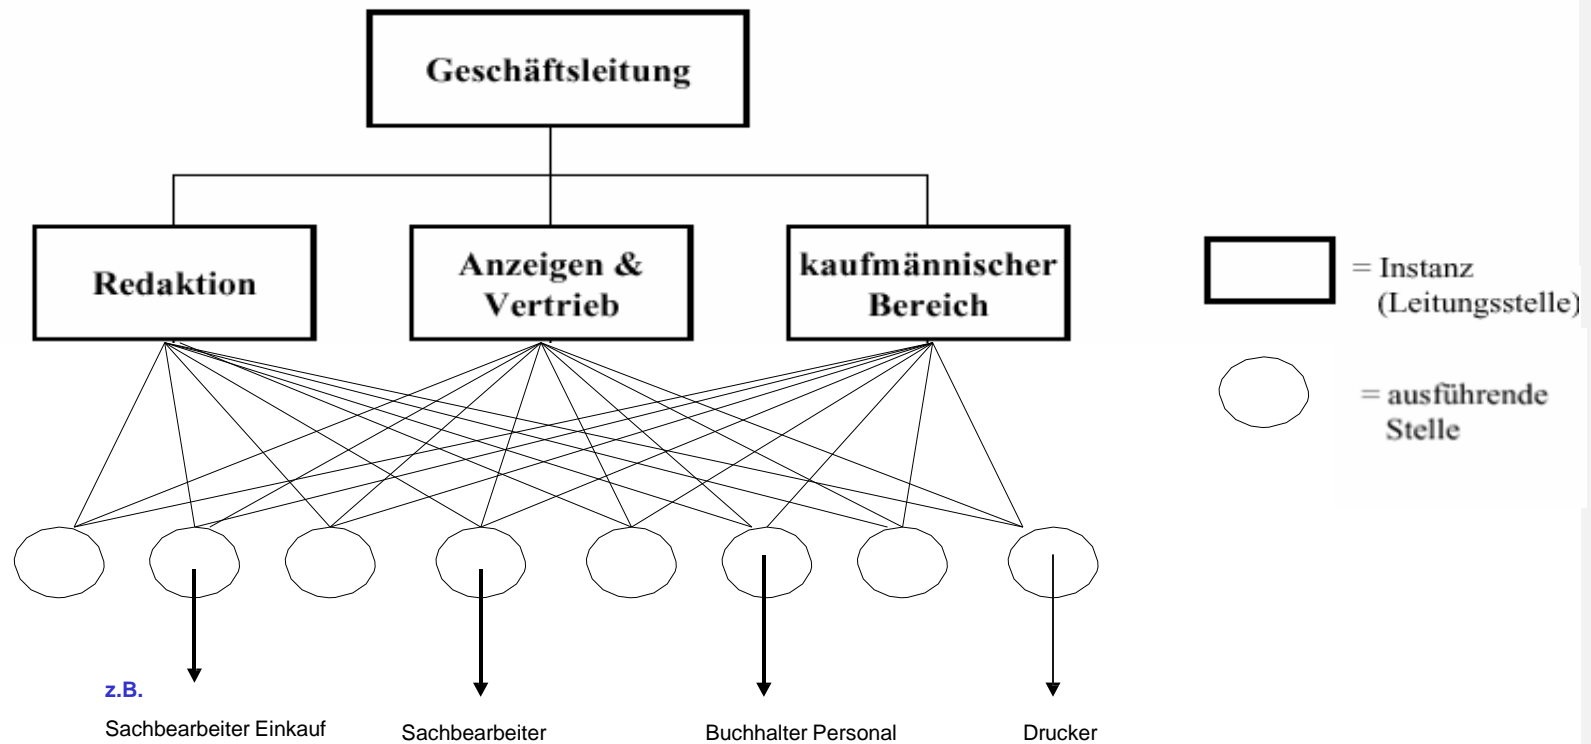 Geschäftsleitung
Redaktion
Anzeigen &
Vertrieb
kaufmännischer
Bereich
= Instanz
(Leitungsstelle)
= ausführende
Stelle
z.B.
Sachbearbeiter Einkauf
Sachbearbeiter
Buchhalter Personal
Drucker